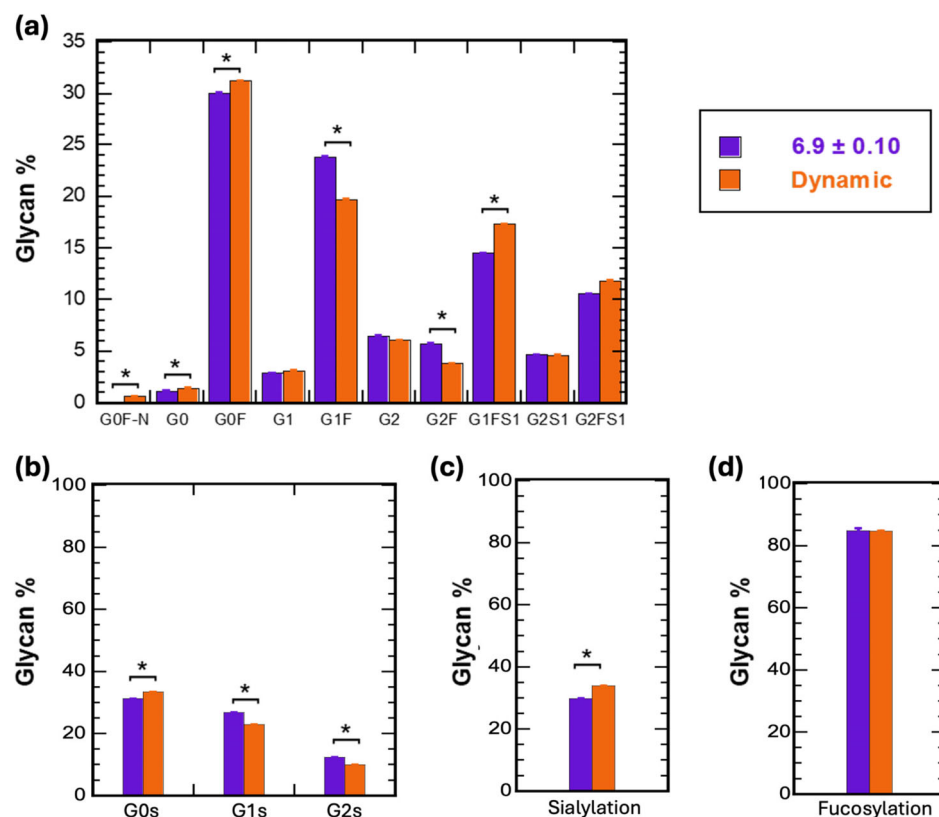 (a)
Glycan %
35
30
25
20
15
10
5
0
*
*
*
*
*
*
G0F-N G0 G0F G1 G1F G2 G2F G1FS1 G2S1 G2FS1
6.9 ± 0.10
Dynamic
(b)
Glycan %
100
80
60
40
20
0
*
*
*
G0s G1s G2s
(c)
Glycan %
100
80
60
40
20
0
*
Sialylation
(d)
Glycan %
100
80
60
40
20
0
Fucosylation